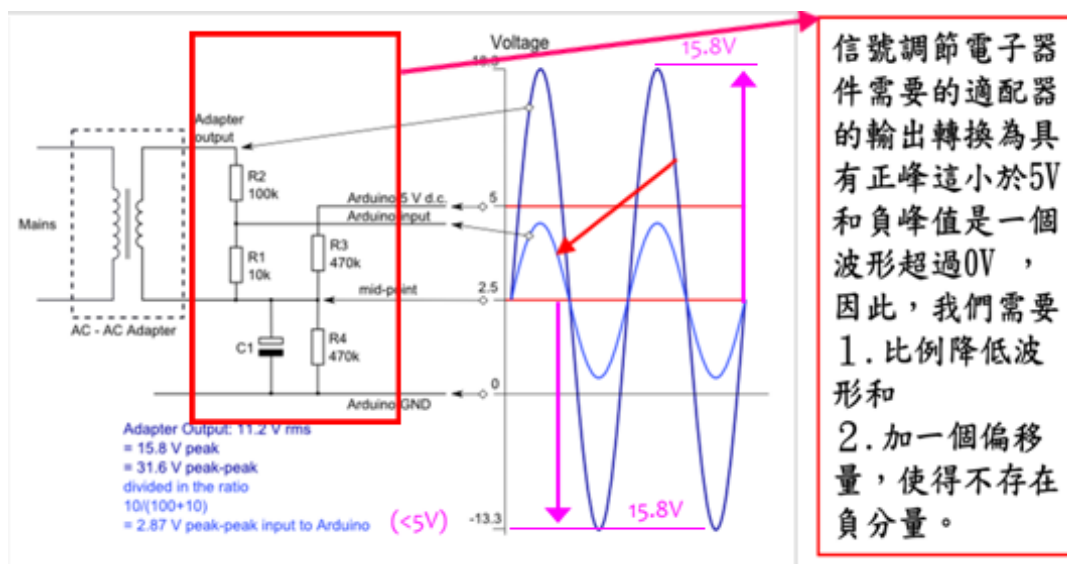 Voltage
15.8V
18.3
Adapter
output
R2
100k
Arduino 5 V d.c.
5
Arduino input
Mains
R1
10k
R3
470k
mid-point
2.5
AC - AC Adapter
C1
R4
470k
0
Arduino GND
Adapter Output: 11.2 V rms
= 15.8 V peak
= 31.6 V peak-peak
divided in the ratio
10/(100+10)
= 2.87 V peak-peak input to Arduino
(<5V)
-13.3
15.8V
信號調節電子器
件需要的適配器
的輸出轉換為具
有正峰這小於5V
和負峰值是一個
波形超過0V ，
因此，我們需要
1.比例降低波
形和
2.加一個偏移
量，使得不存在
負分量。